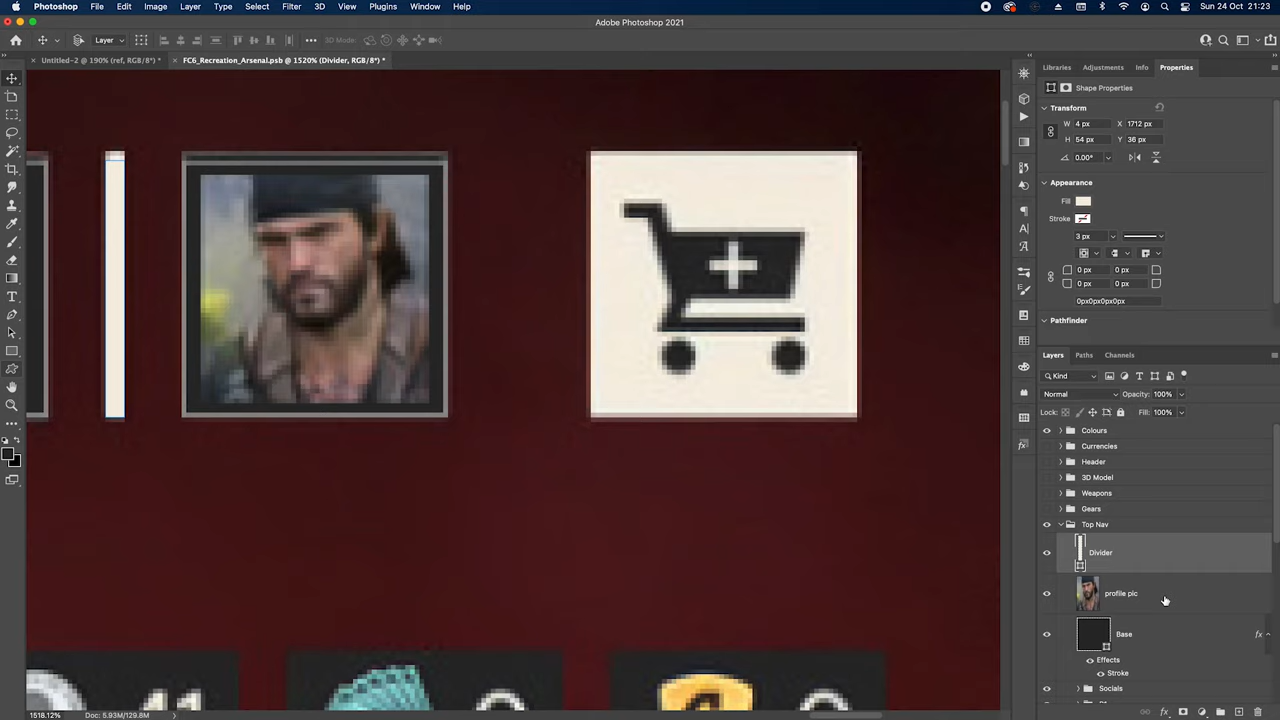 Photoshop File Edit Image Layer Type Select Filter 3D View Plugins Window Help Sun 24 Oct 21:23
Adobe Photoshop 2021
Layer 3D Mode:
Untitled-2 @ 190% (ref, RGB/8*) * FC6_Recreation_Arsenal.psb @ 1520% (Divider, RGB/8*) *
Libraries Adjustments Info Properties
Shape Properties
Transform
W 4 px X 1712 px
H 54 px Y 36 px
0.00°
Appearance
Fill
Stroke
3 px
0 px 0 px
0 px 0 px
0px0px0px0px
Pathfinder
Layers Paths Channels
Kind
Normal Opacity: 100%
Lock: Fill: 100%
Colours
Currencies
Header
3D Model
Weapons
Gears
Top Nav
Divider
profile pic
Base fx
Effects
Stroke
Socials
1518.12% Doc: 5.93M/129.8M